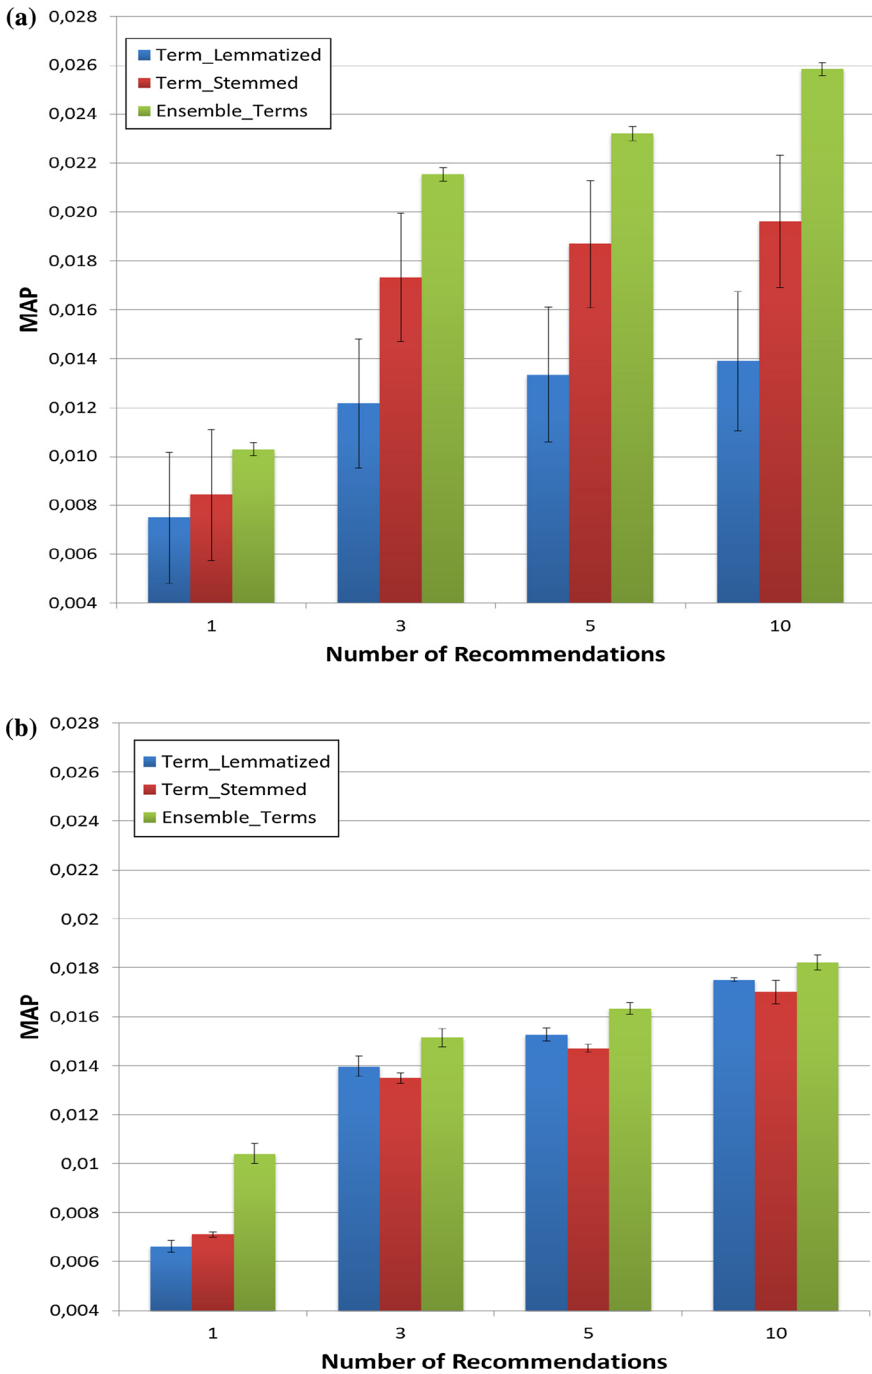 (a)
0,028
0,026
0,024
0,022
0,020
0,018
0,016
0,014
0,012
0,010
0,008
0,006
0,004
MAP
Term_Lemmatized
Term_Stemmed
Ensemble_Terms
1 3 5 10
Number of Recommendations
(b)
0,028
0,026
0,024
0,022
0,02
0,018
0,016
0,014
0,012
0,01
0,008
0,006
0,004
MAP
Term_Lemmatized
Term_Stemmed
Ensemble_Terms
1 3 5 10
Number of Recommendations